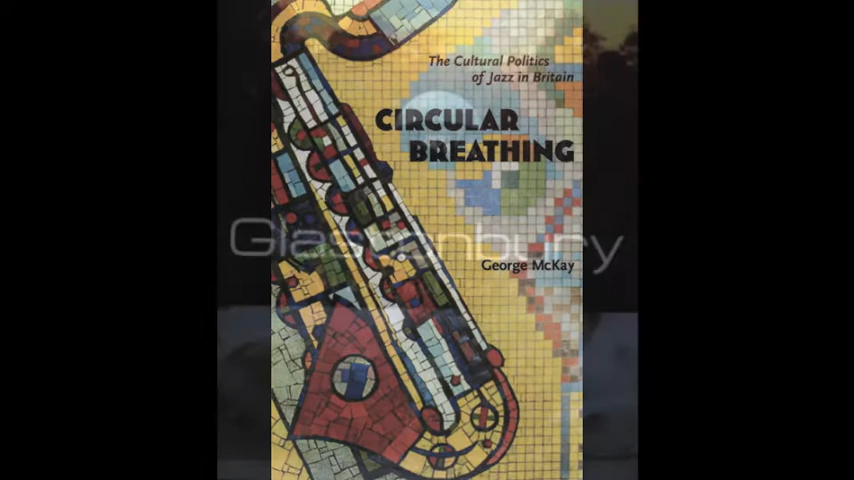 The Cultural Politics
of Jazz in Britain
CIRCULAR
BREATHING
Glastonbury
George McKay